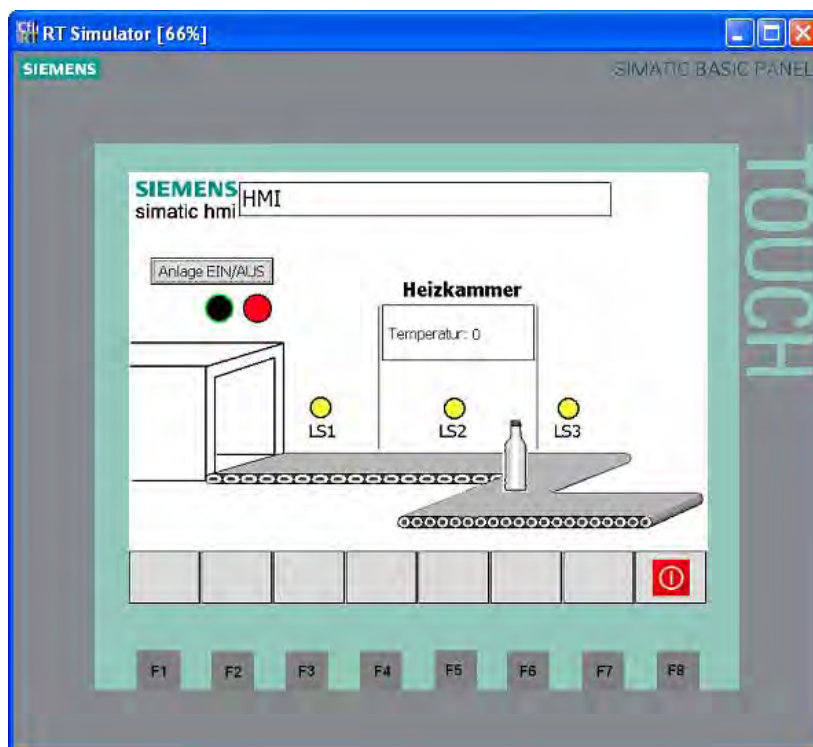 RT Simulator [66%]
SIEMENS
SIMATIC BASIC PANEL
TOUCH
SIEMENS
simatic hmi
HMI
Anlage EIN/AUS
Heizkammer
Temperatur: 0
LS1
LS2
LS3
F1
F2
F3
F4
F5
F6
F7
F8